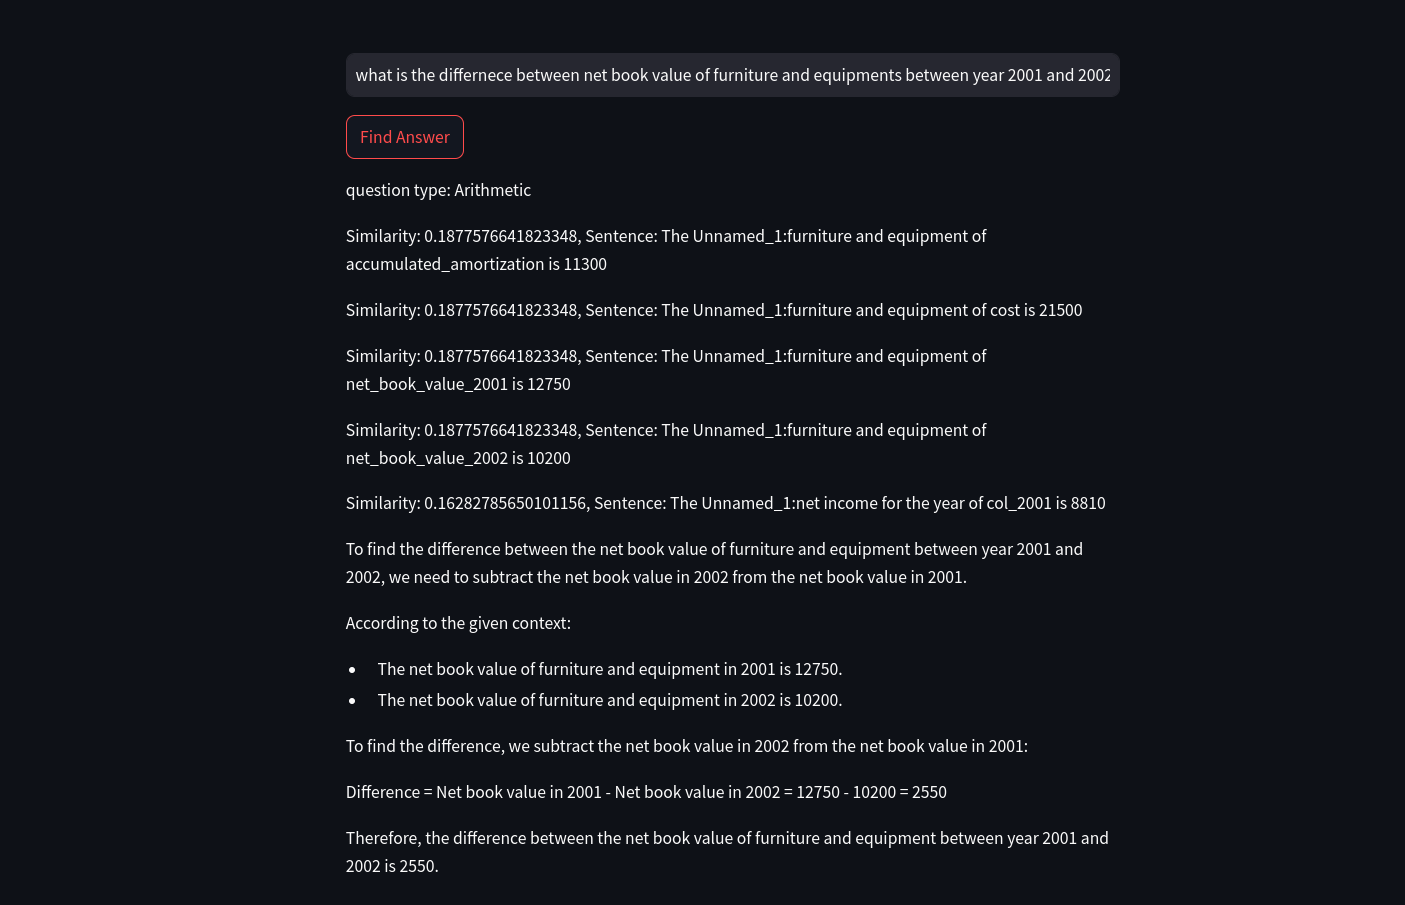 what is the differnece between net book value of furniture and equipments between year 2001 and 2002
Find Answer
question type: Arithmetic
Similarity: 0.1877576641823348, Sentence: The Unnamed_1:furniture and equipment of
accumulated_amortization is 11300
Similarity: 0.1877576641823348, Sentence: The Unnamed_1:furniture and equipment of cost is 21500
Similarity: 0.1877576641823348, Sentence: The Unnamed_1:furniture and equipment of
net_book_value_2001 is 12750
Similarity: 0.1877576641823348, Sentence: The Unnamed_1:furniture and equipment of
net_book_value_2002 is 10200
Similarity: 0.16282785650101156, Sentence: The Unnamed_1:net income for the year of col_2001 is 8810
To find the difference between the net book value of furniture and equipment between year 2001 and
2002, we need to subtract the net book value in 2002 from the net book value in 2001.
According to the given context:
• The net book value of furniture and equipment in 2001 is 12750.
• The net book value of furniture and equipment in 2002 is 10200.
To find the difference, we subtract the net book value in 2002 from the net book value in 2001:
Difference = Net book value in 2001 - Net book value in 2002 = 12750 - 10200 = 2550
Therefore, the difference between the net book value of furniture and equipment between year 2001 and
2002 is 2550.